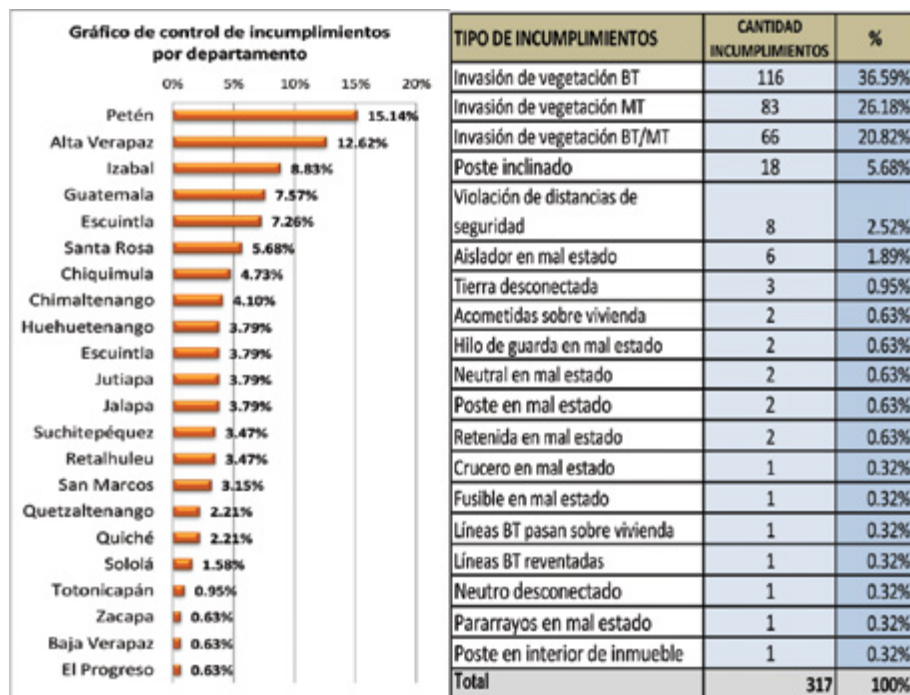 Gráfico de control de incumplimientos
por departamento
0% 5% 10% 15% 20%
Petén 15.14%
Alta Verapaz 12.62%
Izabal 8.83%
Guatemala 7.57%
Escuintla 7.26%
Santa Rosa 5.68%
Chiquimula 4.73%
Chimaltenango 4.10%
Huehuetenango 3.79%
Escuintla 3.79%
Jutiapa 3.79%
Jalapa 3.79%
Suchitepéquez 3.47%
Retalhuleu 3.47%
San Marcos 3.15%
Quetzaltenango 2.21%
Quiché 2.21%
Sololá 1.58%
Totonicapán 0.95%
Zacapa 0.63%
Baja Verapaz 0.63%
El Progreso 0.63%
TIPO DE INCUMPLIMIENTOS CANTIDAD INCUMPLIMIENTOS %
Invasión de vegetación BT 116 36.59%
Invasión de vegetación MT 83 26.18%
Invasión de vegetación BT/MT 66 20.82%
Poste inclinado 18 5.68%
Violación de distancias de
seguridad 8 2.52%
Aislador en mal estado 6 1.89%
Tierra desconectada 3 0.95%
Acometidas sobre vivienda 2 0.63%
Hilo de guarda en mal estado 2 0.63%
Neutral en mal estado 2 0.63%
Poste en mal estado 2 0.63%
Retenida en mal estado 2 0.63%
Crucero en mal estado 1 0.32%
Fusible en mal estado 1 0.32%
Líneas BT pasan sobre vivienda 1 0.32%
Líneas BT reventadas 1 0.32%
Neutro desconectado 1 0.32%
Pararrayos en mal estado 1 0.32%
Poste en interior de inmueble 1 0.32%
Total 317 100%